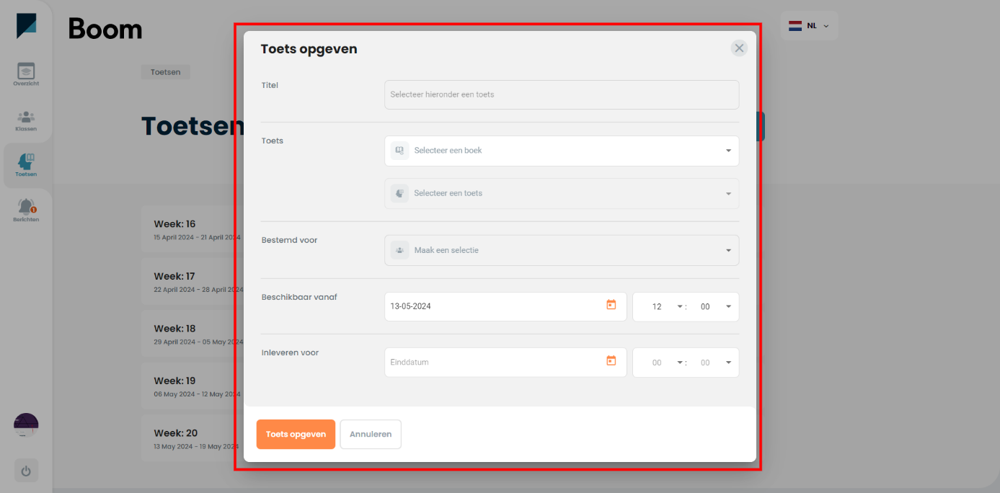 Boom
NL
Overzicht
Klassen
Toetsen
Berichten
1
Toetsen
Toetsen
Week: 16
15 April 2024 - 21 April 2024
Week: 17
22 April 2024 - 28 April 2024
Week: 18
29 April 2024 - 05 May 2024
Week: 19
06 May 2024 - 12 May 2024
Week: 20
13 May 2024 - 19 May 2024
Toets opgeven
Titel
Selecteer hieronder een toets
Toets
Selecteer een boek
Selecteer een toets
Bestemd voor
Maak een selectie
Beschikbaar vanaf
13-05-2024
12 : 00
Inleveren voor
Einddatum
00 : 00
Toets opgeven
Annuleren